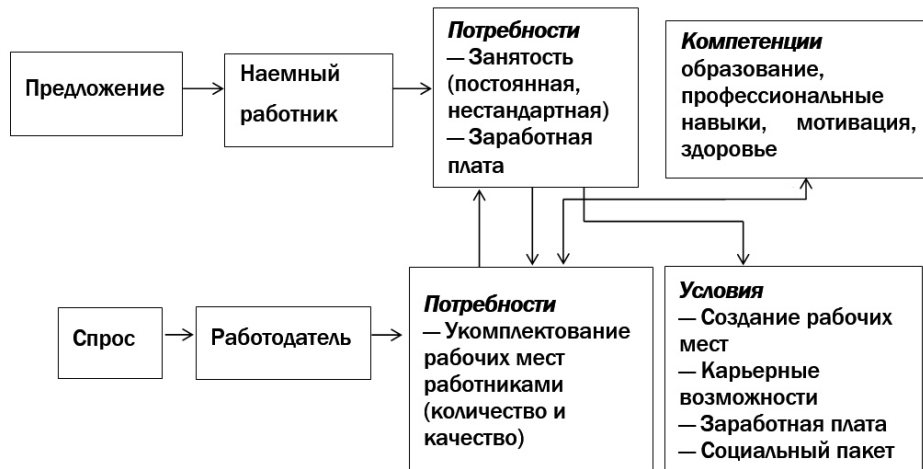 Предложение
Наемный
работник
Потребности
— Занятость
(постоянная,
нестандартная)
— Заработная
плата
Компетенции
образование,
профессиональные
навыки, мотивация,
здоровье
Спрос
Работодатель
Потребности
— Укомплектование
рабочих мест
работниками
(количество и
качество)
Условия
— Создание рабочих
мест
— Карьерные
возможности
— Заработная плата
— Социальный пакет